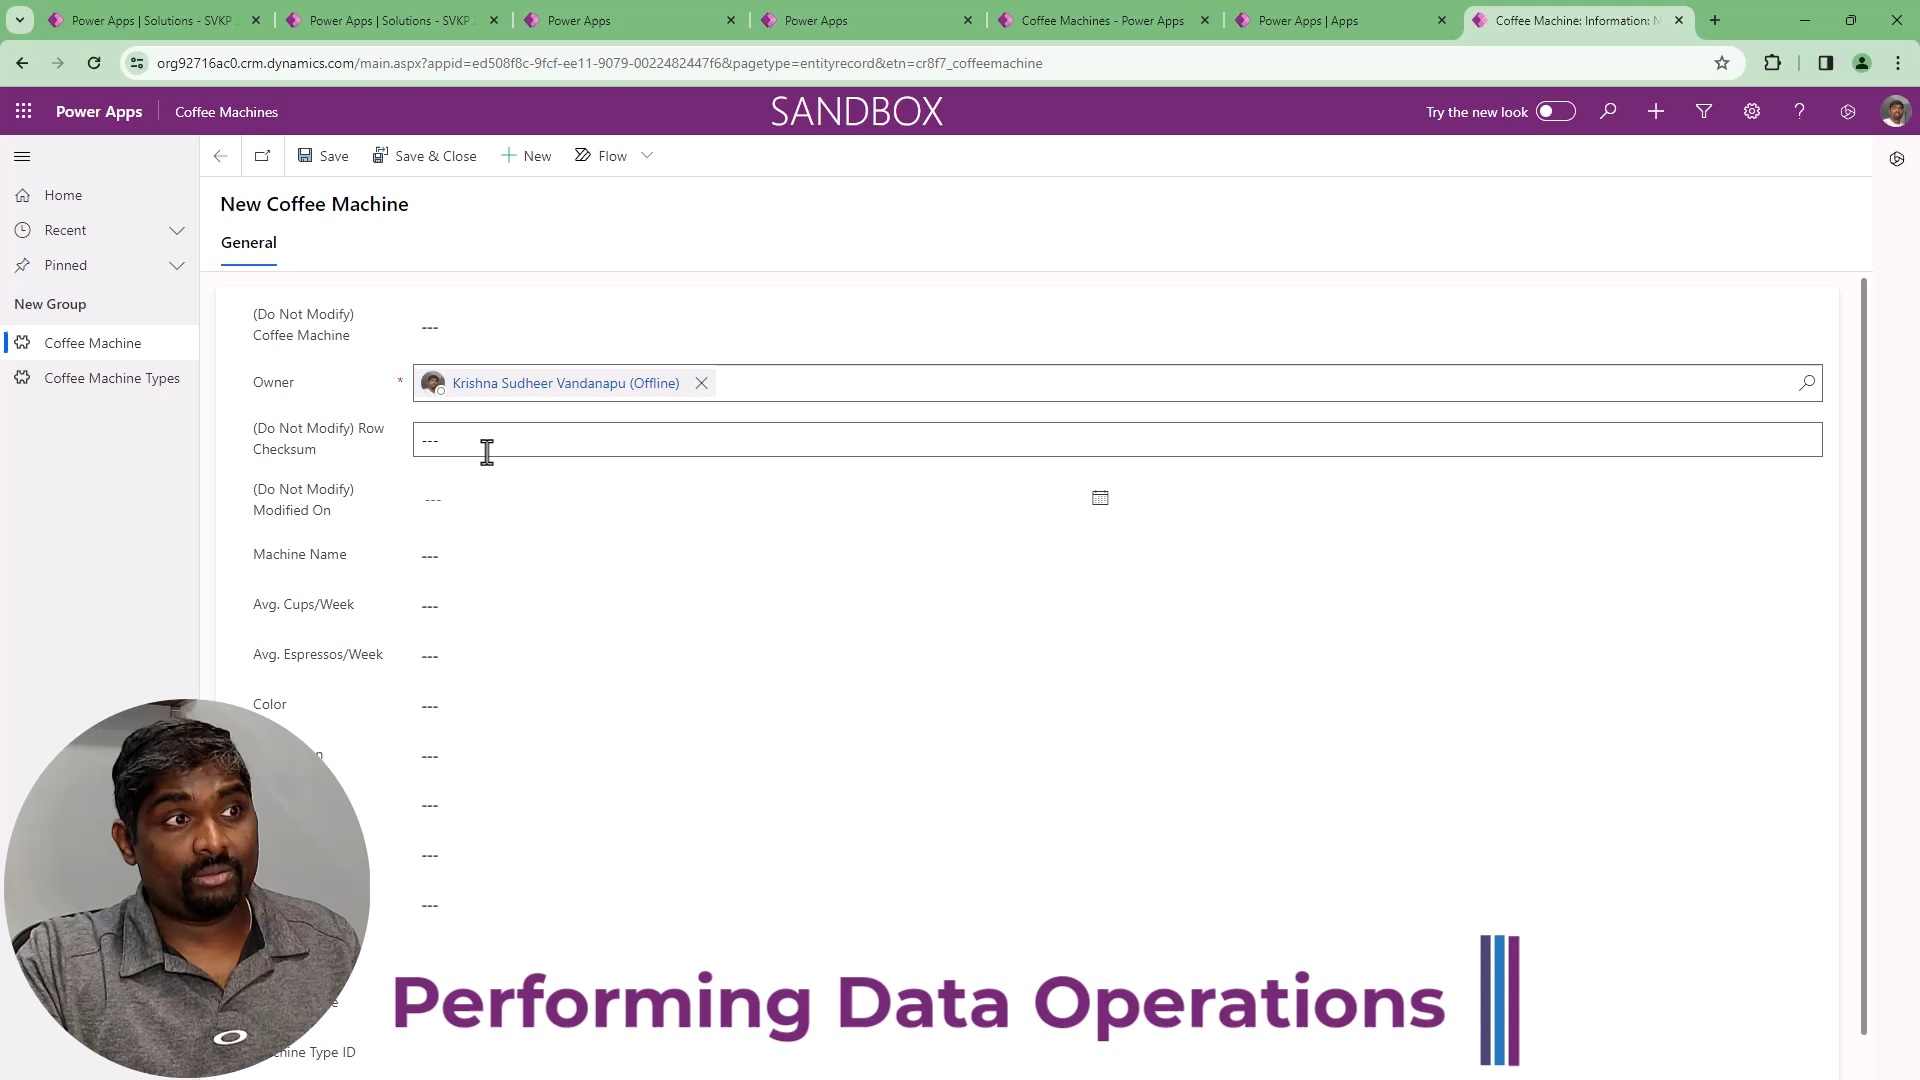 Power Apps | Solutions - SVKP
Power Apps | Solutions - SVKP
Power Apps
Power Apps
Coffee Machines - Power Apps
Power Apps | Apps
Coffee Machine: Information: N
org92716ac0.crm.dynamics.com/main.aspx?appid=ed508f8c-9fcf-ee11-9079-0022482447f6&pagetype=entityrecord&etn=cr8f7_coffeemachine
Power Apps
Coffee Machines
SANDBOX
Try the new look
Save
Save & Close
New
Flow
Home
Recent
Pinned
New Group
Coffee Machine
Coffee Machine Types
New Coffee Machine
General
(Do Not Modify)
Coffee Machine
---
Owner
*
Krishna Sudheer Vandanapu (Offline)
(Do Not Modify) Row
Checksum
---
(Do Not Modify)
Modified On
---
Machine Name
---
Avg. Cups/Week
---
Avg. Espressos/Week
---
Color
---
---
---
---
---
Performing Data Operations
Type ID